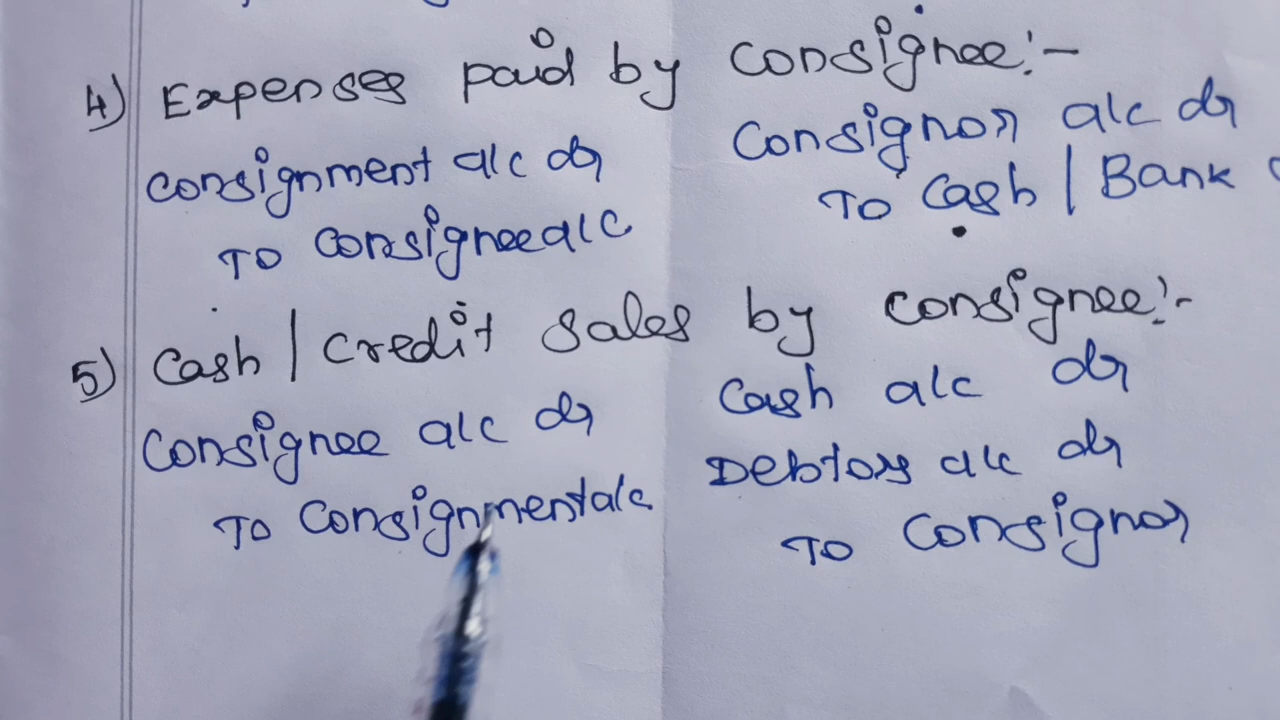 4) Expenses paid by consignee:-
consignment a/c dr
To consignee a/c
consignor a/c dr
To cash / Bank
5) cash / credit sales by consignee:-
consignee a/c dr
To consignment a/c
cash a/c dr
Debtors a/c dr
To consignor